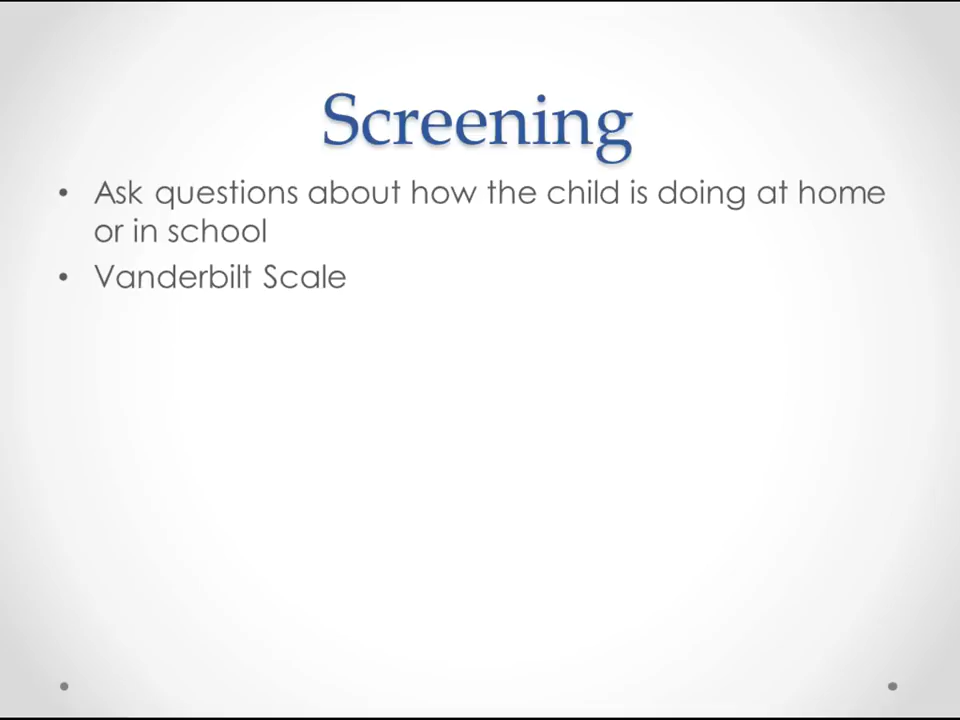 Screening
• Ask questions about how the child is doing at home
or in school
• Vanderbilt Scale